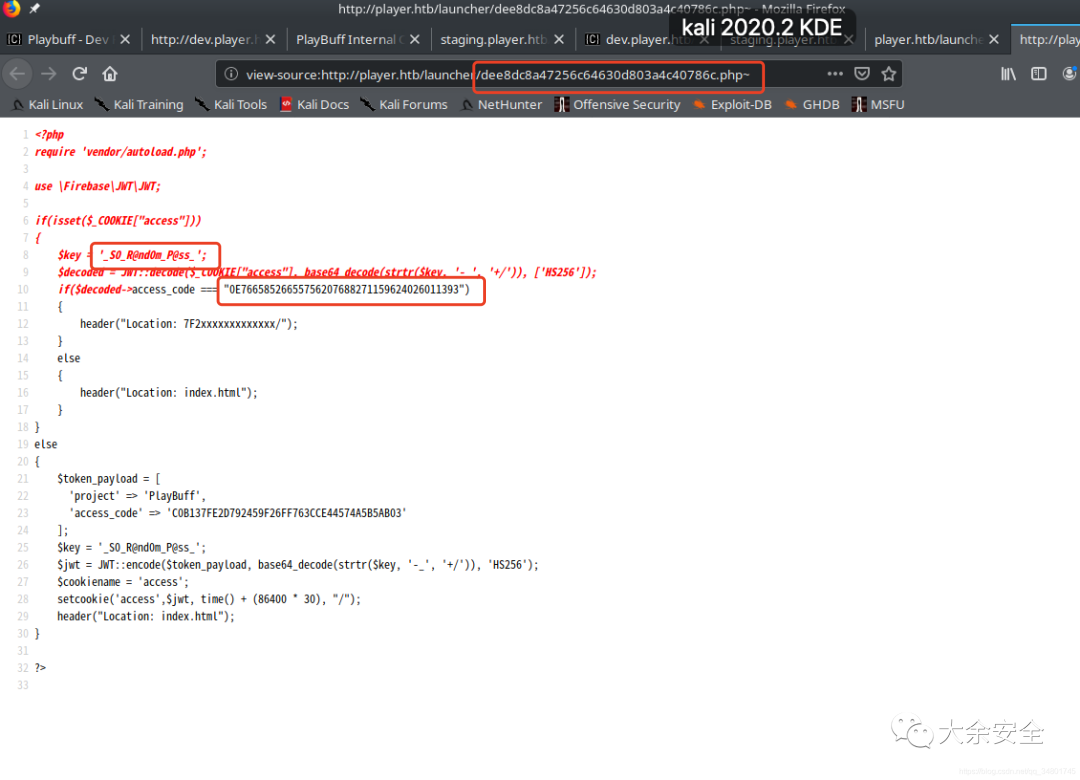 http://player.htb/launcher/dee8dc8a47256c64630d803a4c40786c.php~ - Mozilla Firefox
kali 2020.2 KDE
Playbuff - Dev
http://dev.player.h
PlayBuff Internal C
staging.player.htb
dev.player.htb
staging.player.htb
player.htb/launche
http://play
view-source:http://player.htb/launcher/dee8dc8a47256c64630d803a4c40786c.php~
Kali Linux Kali Training Kali Tools Kali Docs Kali Forums NetHunter Offensive Security Exploit-DB GHDB MSFU
1 <?php
2 require 'vendor/autoload.php';
3
4 use \Firebase\JWT\JWT;
5
6 if(isset($_COOKIE["access"]))
7 {
8 $key = '_S0_R@nd0m_P@ss_';
9 $decoded = JWT::decode($_COOKIE["access"], base64_decode(strtr($key, '-_', '+/')), ['HS256']);
10 if($decoded->access_code === "0E76658526655756207688271159624026011393")
11 {
12 header("Location: 7F2xxxxxxxxxxxxx/");
13 }
14 else
15 {
16 header("Location: index.html");
17 }
18 }
19 else
20 {
21 $token_payload = [
22 'project' => 'PlayBuff',
23 'access_code' => 'C0B137FE2D792459F26FF763CCE44574A5B5AB03'
24 ];
25 $key = '_S0_R@nd0m_P@ss_';
26 $jwt = JWT::encode($token_payload, base64_decode(strtr($key, '-_', '+/')), 'HS256');
27 $cookiename = 'access';
28 setcookie('access',$jwt, time() + (86400 * 30), "/");
29 header("Location: index.html");
30 }
31
32 ?>
33
大余安全